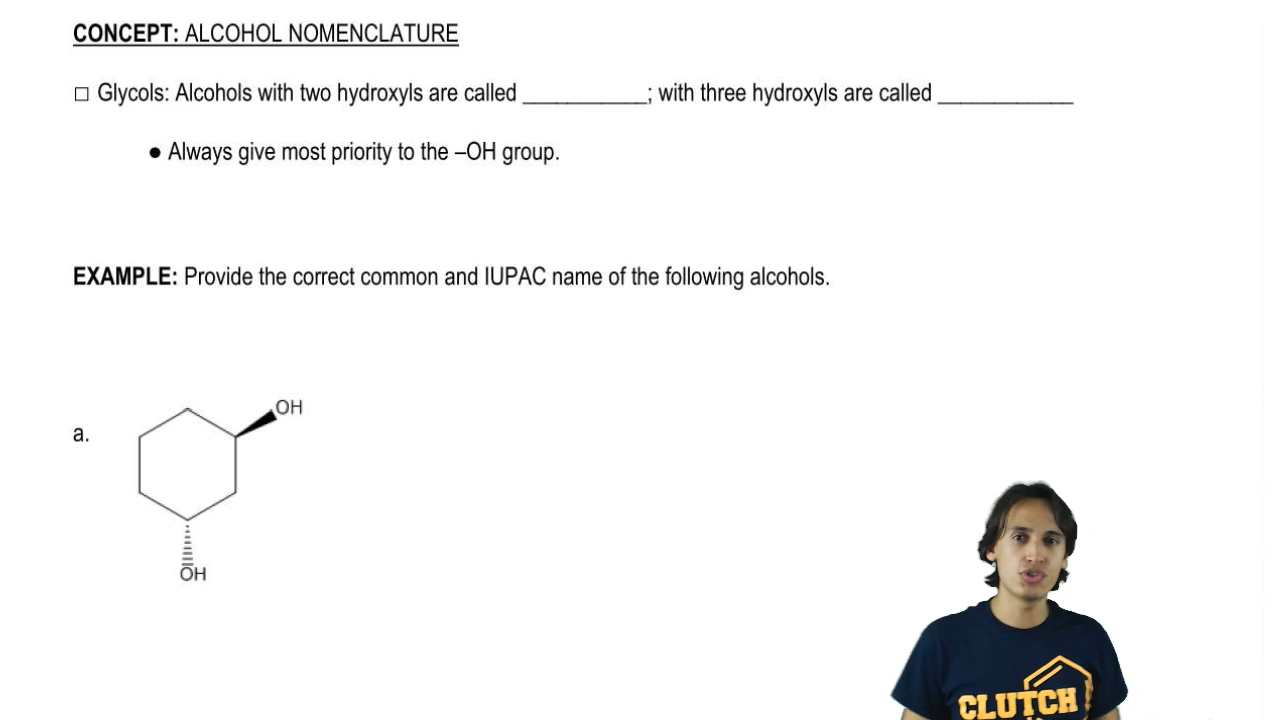 CONCEPT: ALCOHOL NOMENCLATURE
□ Glycols: Alcohols with two hydroxyls are called ___________; with three hydroxyls are called ____________
● Always give most priority to the –OH group.
EXAMPLE: Provide the correct common and IUPAC name of the following alcohols.
OH
a.
OH
CLUTCH